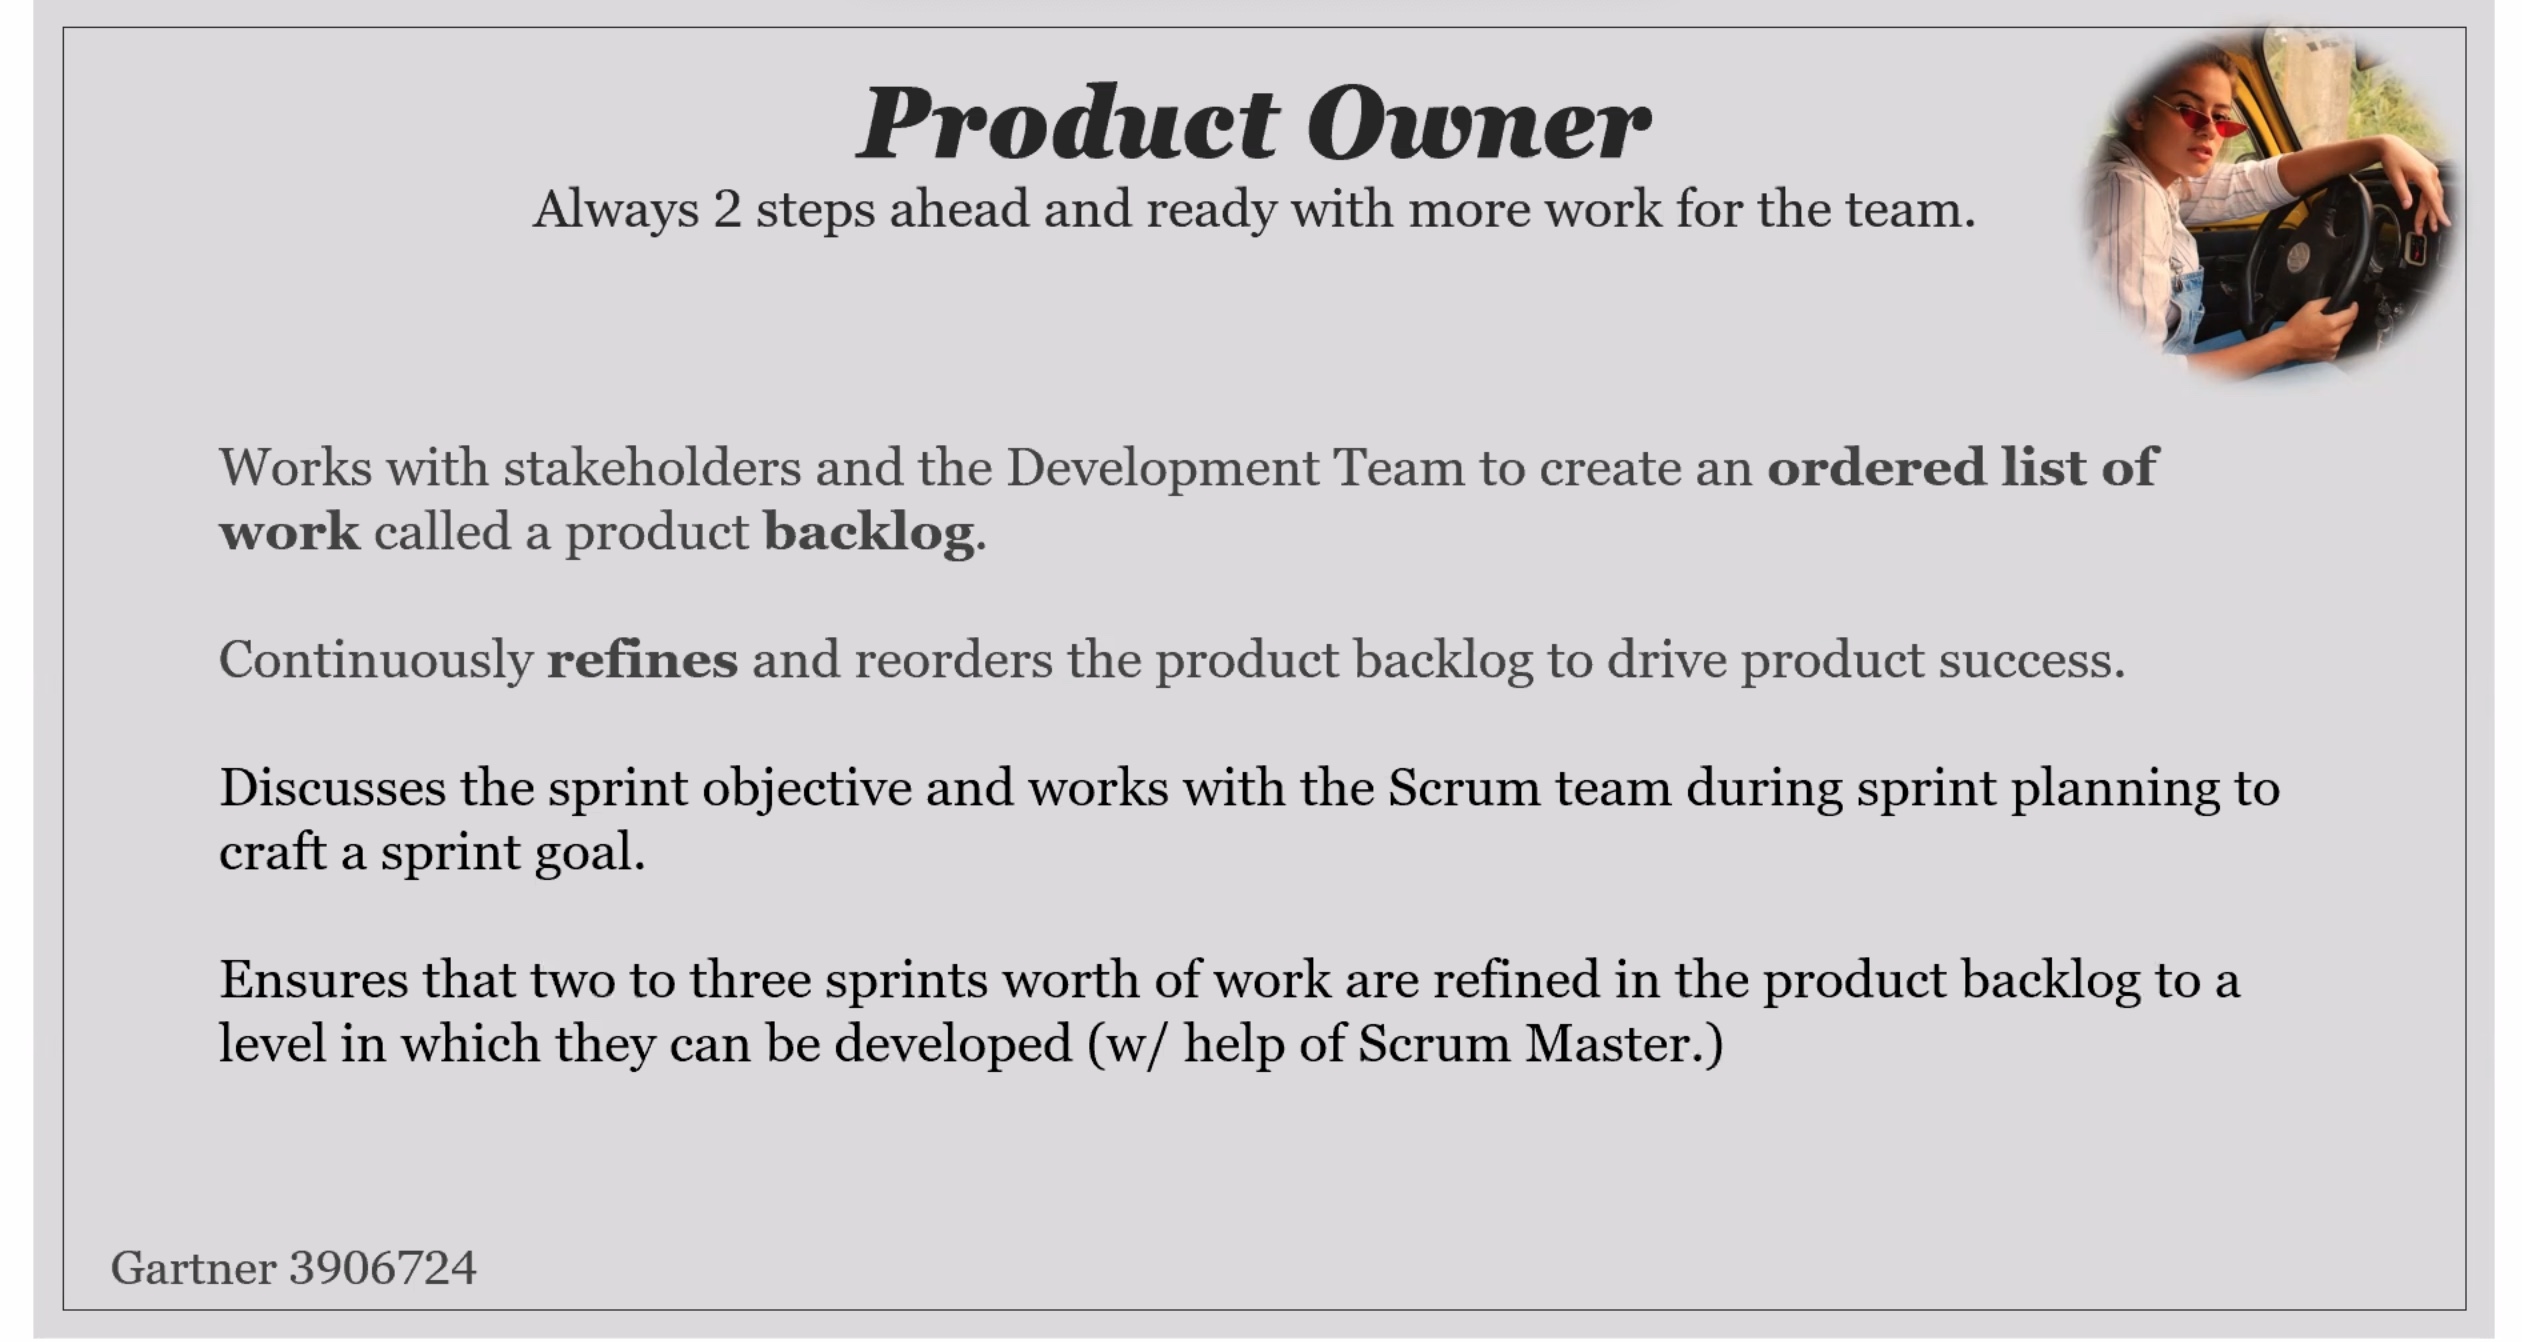 Product Owner
Always 2 steps ahead and ready with more work for the team.
Works with stakeholders and the Development Team to create an ordered list of
work called a product backlog.
Continuously refines and reorders the product backlog to drive product success.
Discusses the sprint objective and works with the Scrum team during sprint planning to
craft a sprint goal.
Ensures that two to three sprints worth of work are refined in the product backlog to a
level in which they can be developed (w/ help of Scrum Master.)
Gartner 3906724